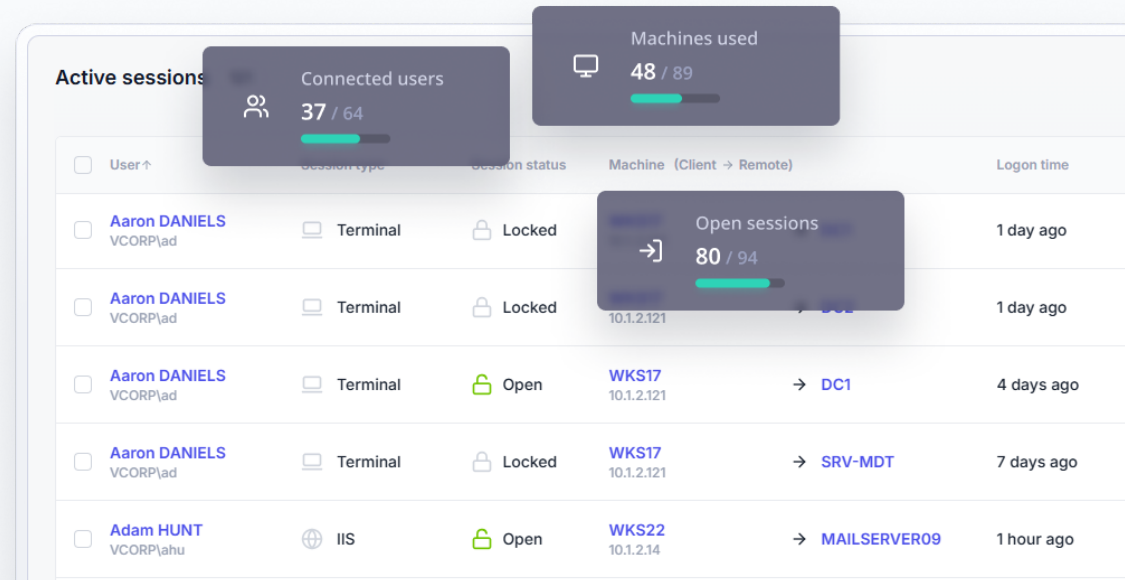 Machines used
48 / 89
Active sessions
Connected users
37 / 64
User↑
Session type
Session status
Machine (Client → Remote)
Logon time
Open sessions
80 / 94
Aaron DANIELS
VCORP\ad
Terminal
Locked
1 day ago
Aaron DANIELS
VCORP\ad
Terminal
Locked
10.1.2.121
1 day ago
Aaron DANIELS
VCORP\ad
Terminal
Open
WKS17
10.1.2.121
→ DC1
4 days ago
Aaron DANIELS
VCORP\ad
Terminal
Locked
WKS17
10.1.2.121
→ SRV-MDT
7 days ago
Adam HUNT
VCORP\ahu
IIS
Open
WKS22
10.1.2.14
→ MAILSERVER09
1 hour ago